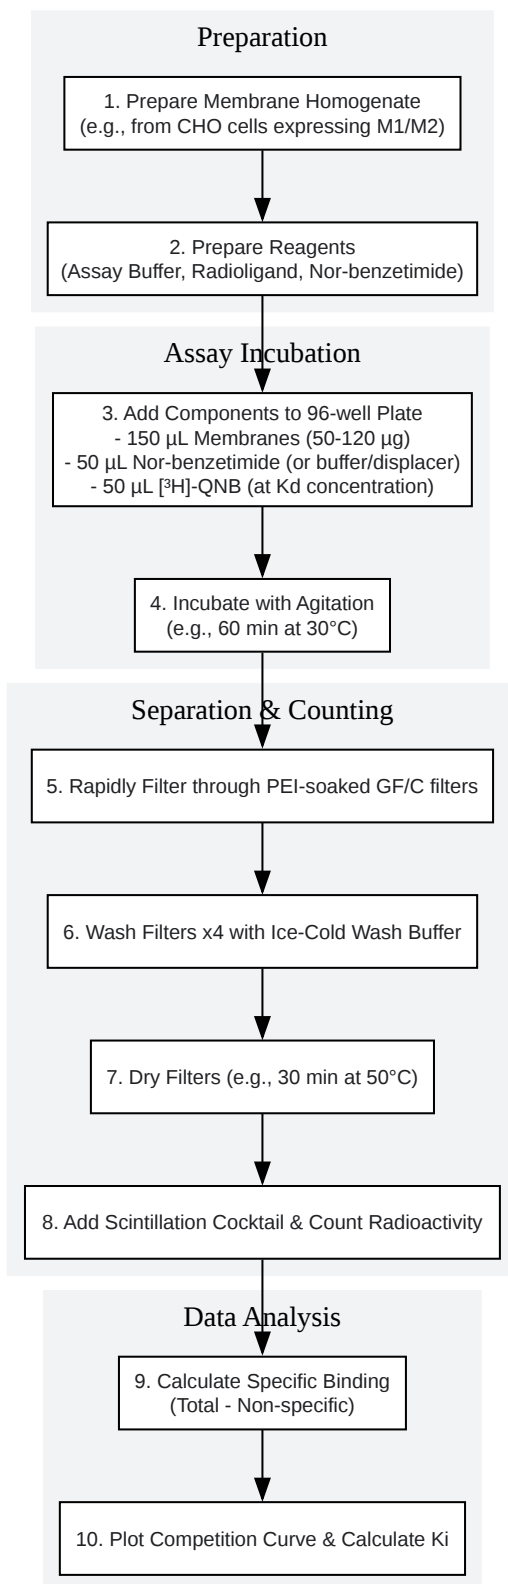 Preparation
1. Prepare Membrane Homogenate
(e.g., from CHO cells expressing M1/M2)
2. Prepare Reagents
(Assay Buffer, Radioligand, Nor-benzetimide)
Assay Incubation
3. Add Components to 96-well Plate
- 150 µL Membranes (50-120 µg)
- 50 µL Nor-benzetimide (or buffer/displacer)
- 50 µL [³H]-QNB (at Kd concentration)
4. Incubate with Agitation
(e.g., 60 min at 30°C)
Separation & Counting
5. Rapidly Filter through PEI-soaked GF/C filters
6. Wash Filters x4 with Ice-Cold Wash Buffer
7. Dry Filters (e.g., 30 min at 50°C)
8. Add Scintillation Cocktail & Count Radioactivity
Data Analysis
9. Calculate Specific Binding
(Total - Non-specific)
10. Plot Competition Curve & Calculate Ki